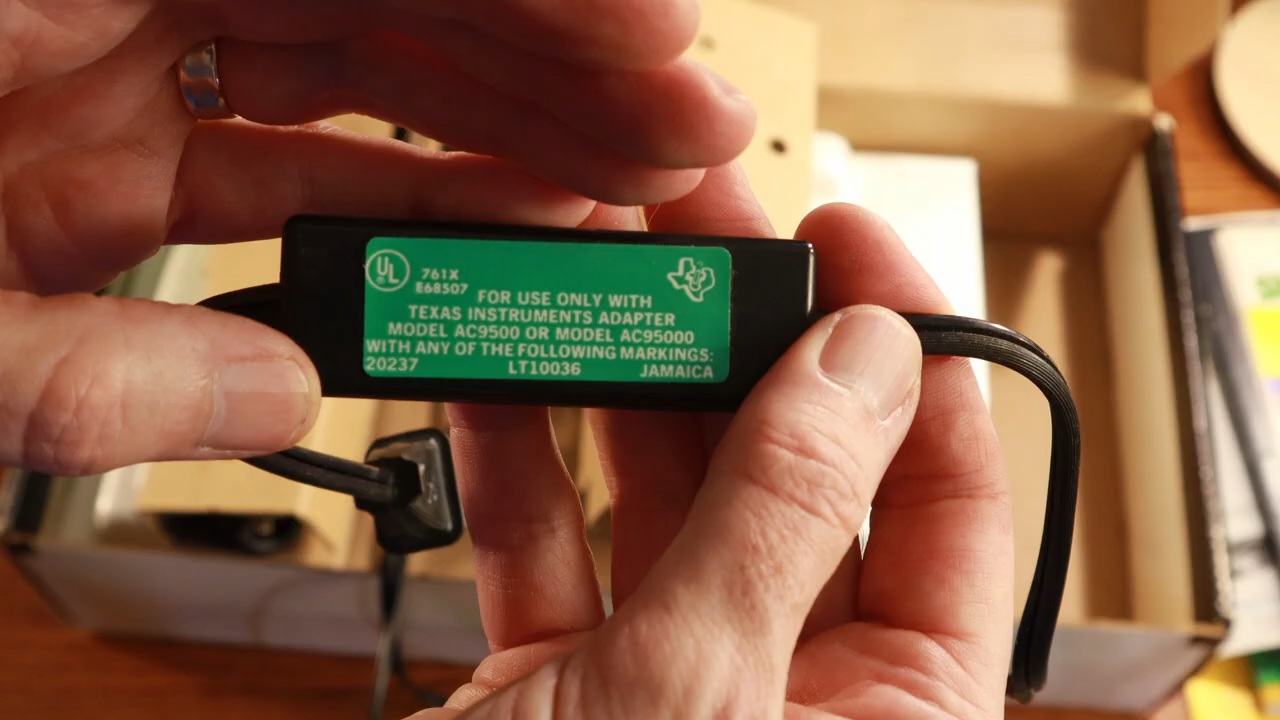 UL
761X
E68507
FOR USE ONLY WITH
TEXAS INSTRUMENTS ADAPTER
MODEL AC9500 OR MODEL AC95000
WITH ANY OF THE FOLLOWING MARKINGS:
20237 LT10036 JAMAICA